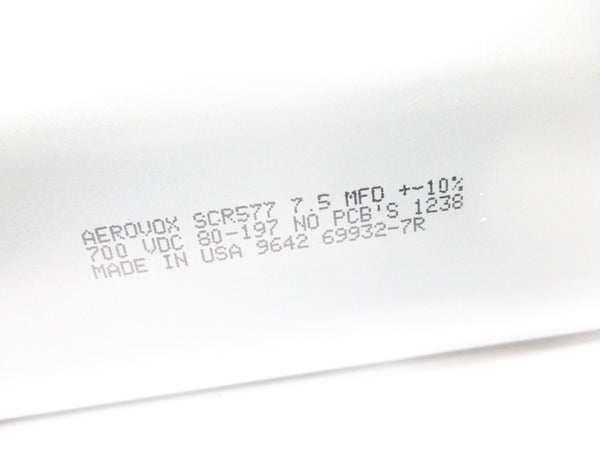 AEROVOX SCR577 7.5 MFD +-10%
700 VDC 80-197 NO PCB'S 1238
MADE IN USA 9642 69932-7R